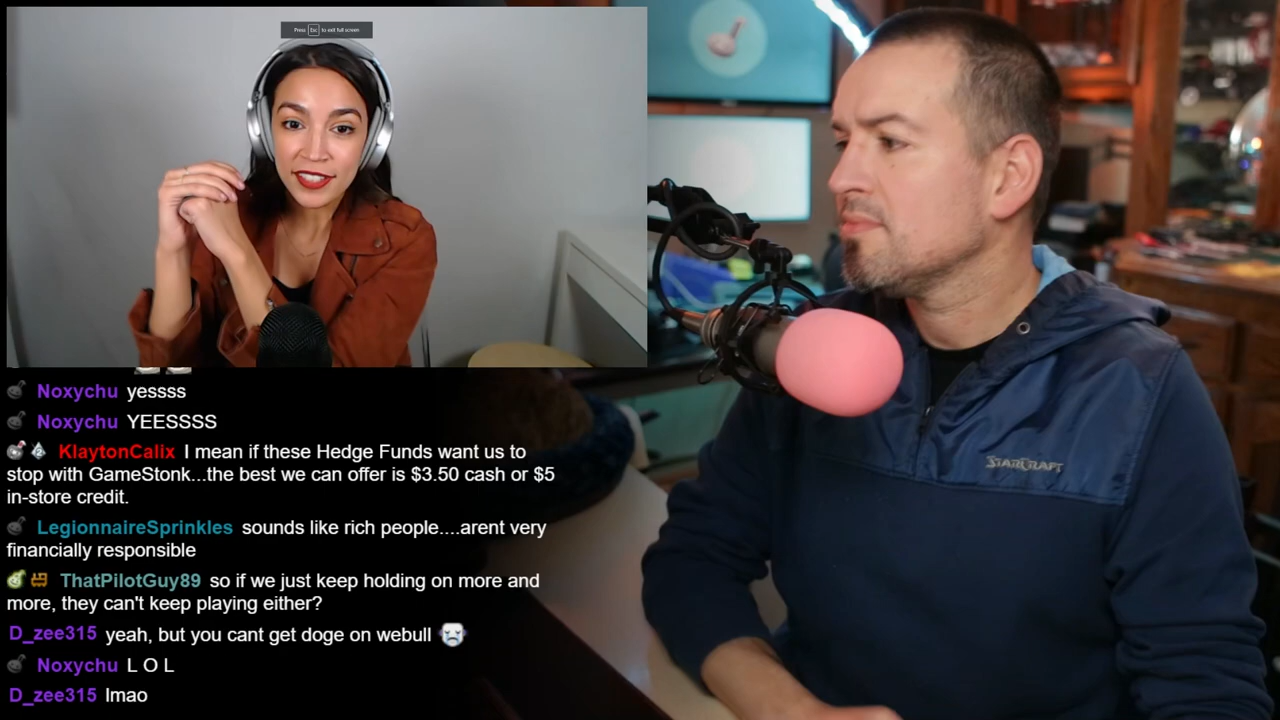 Press Esc to exit full screen
STARCRAFT
Noxychu yessss
Noxychu YEESSSS
KlaytonCalix I mean if these Hedge Funds want us to
stop with GameStonk...the best we can offer is $3.50 cash or $5
in-store credit.
LegionnaireSprinkles sounds like rich people....arent very
financially responsible
ThatPilotGuy89 so if we just keep holding on more and
more, they can't keep playing either?
D_zee315 yeah, but you cant get doge on webull
Noxychu L O L
D_zee315 lmao